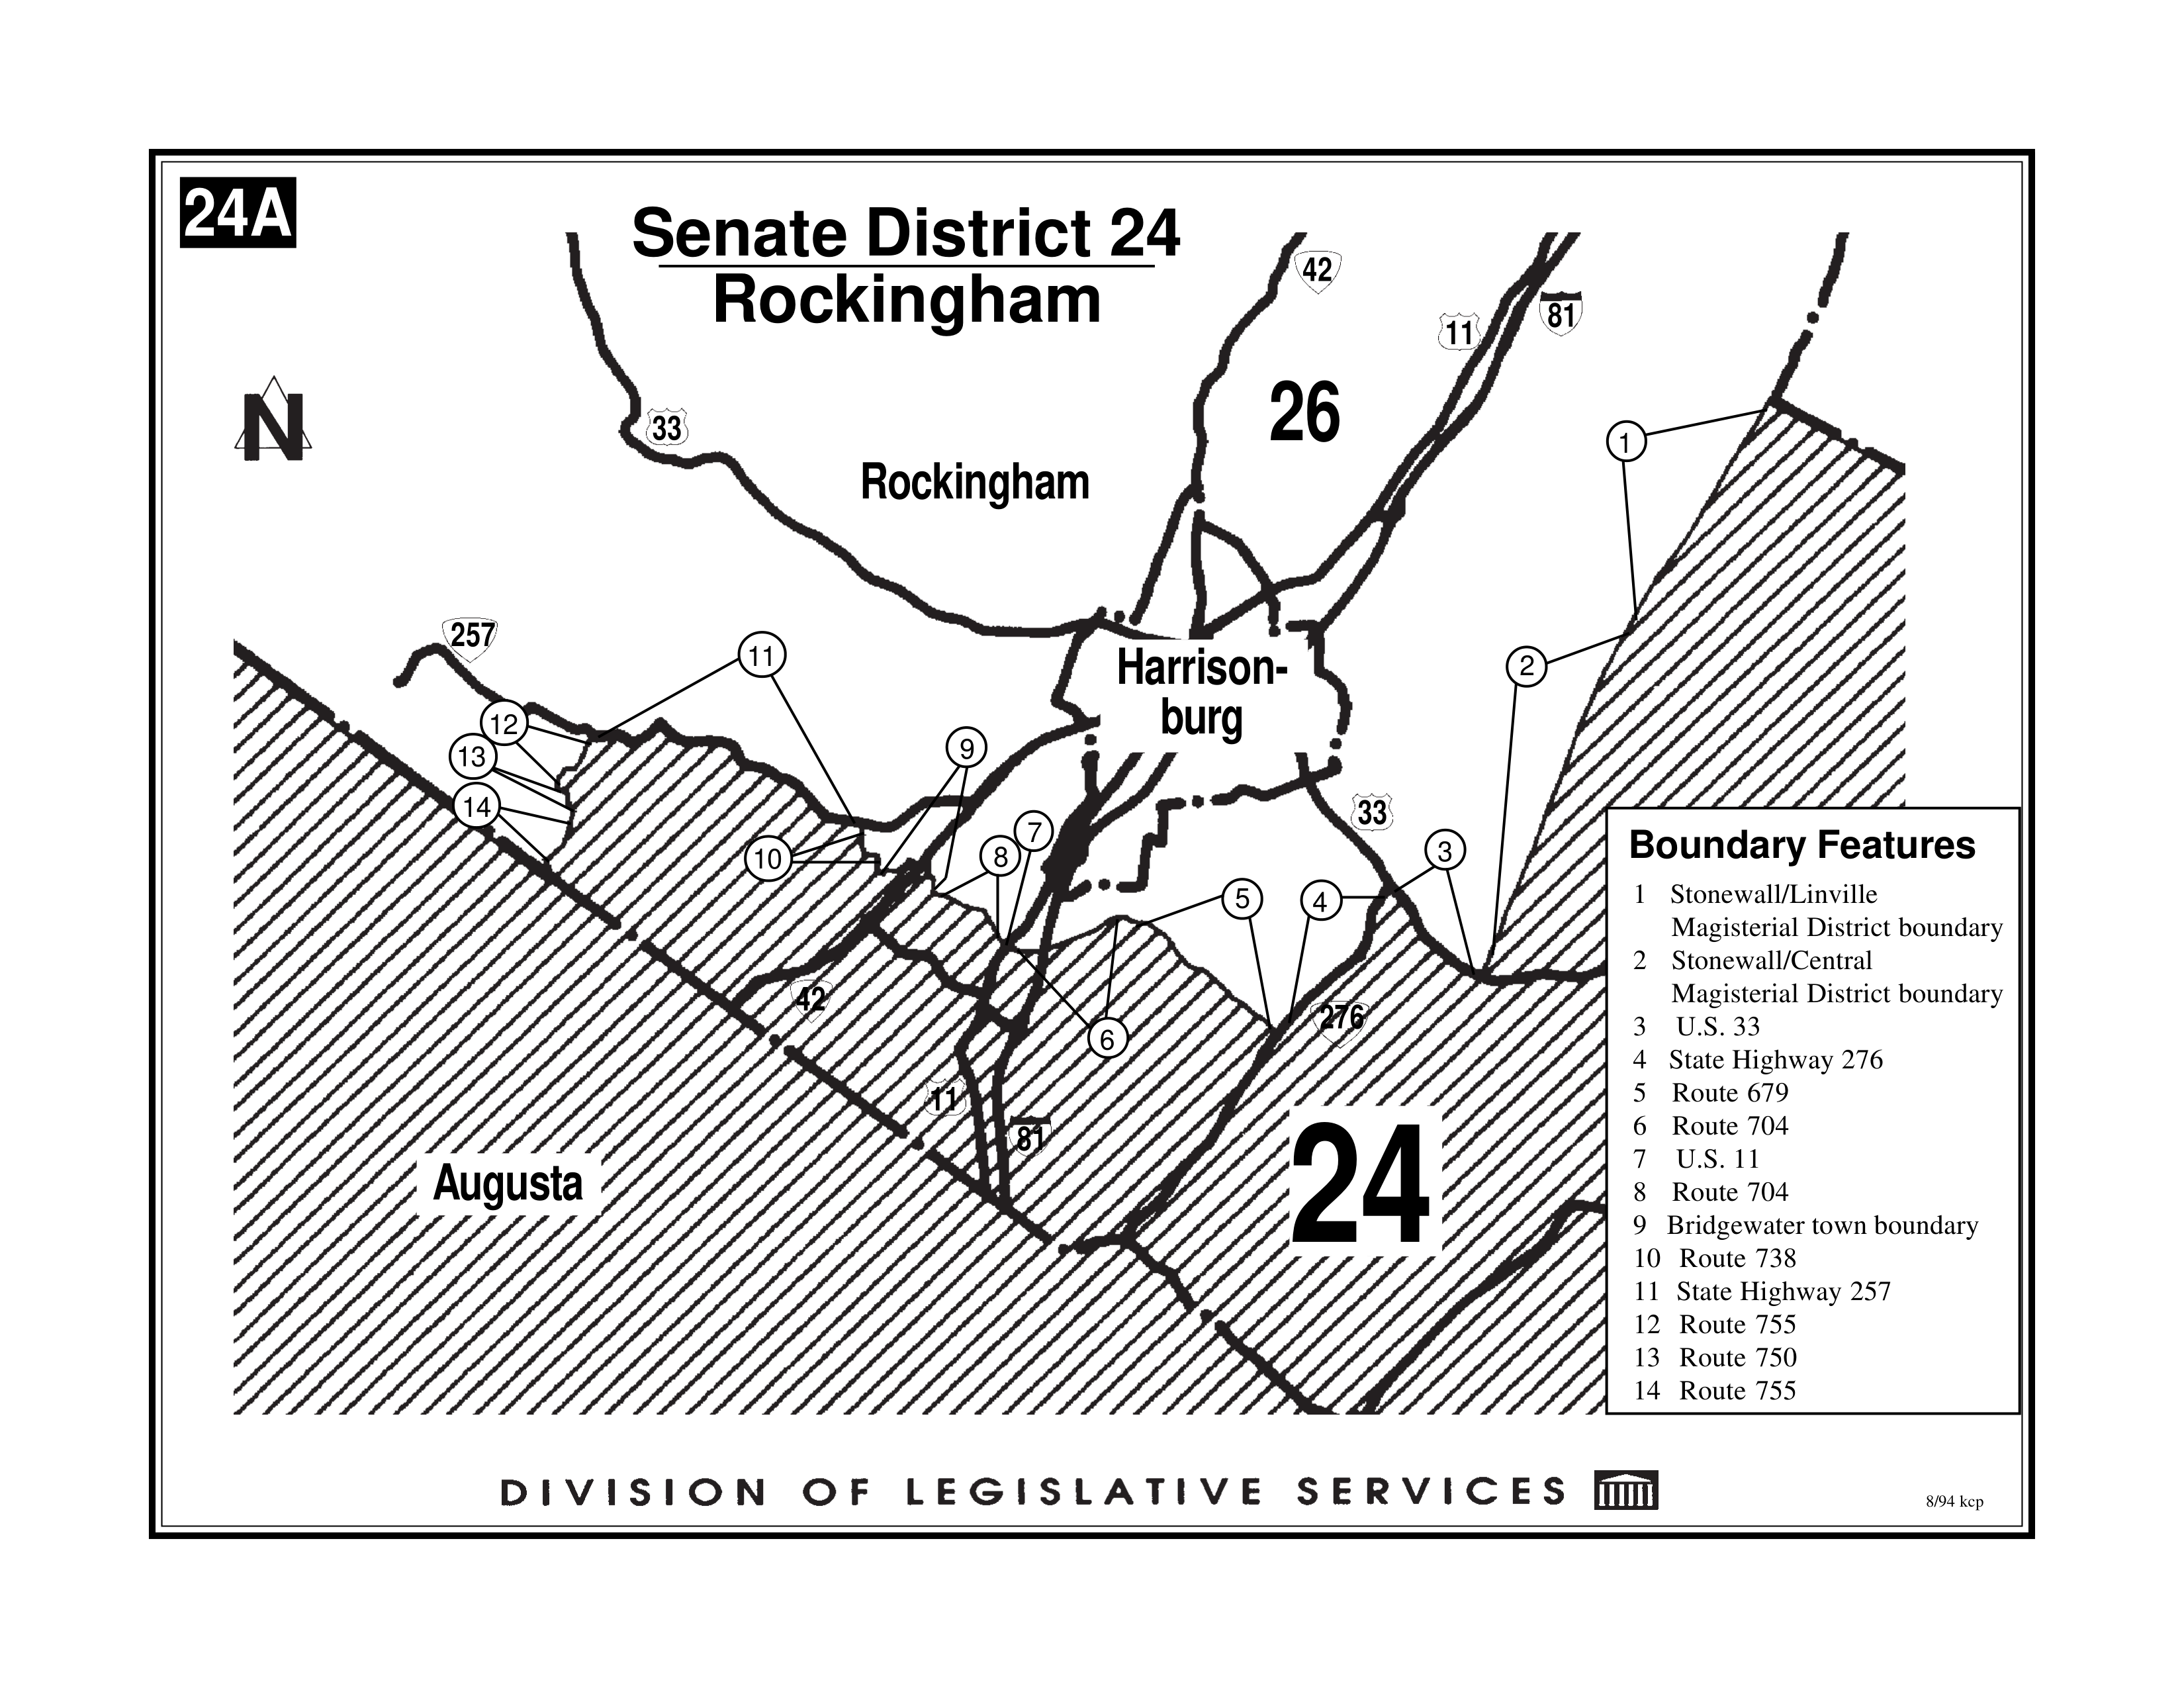 24A
Senate District 24
Rockingham
N
42
11
81
26
33
Rockingham
1
257
11
Harrison-
burg
2
12
9
13
14
33
7
8
10
3
5
4
42
276
6
11
81
24
Augusta
Boundary Features
1 Stonewall/Linville
Magisterial District boundary
2 Stonewall/Central
Magisterial District boundary
3 U.S. 33
4 State Highway 276
5 Route 679
6 Route 704
7 U.S. 11
8 Route 704
9 Bridgewater town boundary
10 Route 738
11 State Highway 257
12 Route 755
13 Route 750
14 Route 755
DIVISION OF LEGISLATIVE SERVICES
8/94 kcp